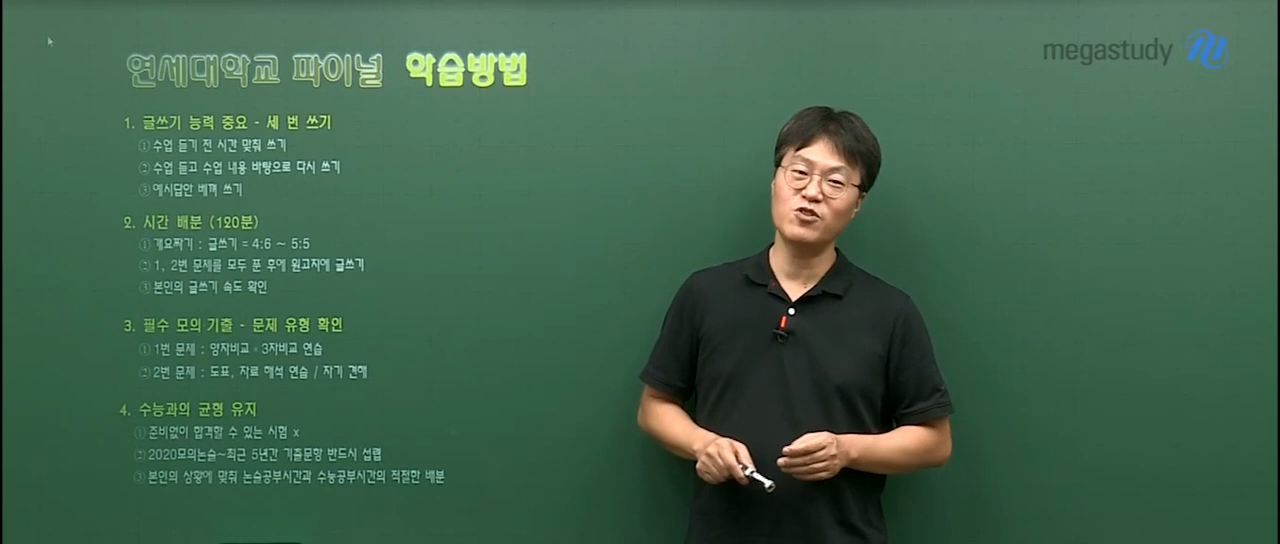 연세대학교 파이널 학습방법
megastudy
1. 글쓰기 능력 중요 - 세 번 쓰기
① 수업 듣기 전 시간 맞춰 쓰기
② 수업 듣고 수업 내용 바탕으로 다시 쓰기
③ 예시답안 베껴 쓰기
2. 시간 배분 (120분)
① 개요짜기 : 글쓰기 = 4:6 ~ 5:5
② 1, 2번 문제를 모두 푼 후에 원고지에 글쓰기
③ 본인의 글쓰기 속도 확인
3. 필수 모의 기출 - 문제 유형 확인
① 1번 문제 : 양자비교 · 3자비교 연습
② 2번 문제 : 도표, 자료 해석 연습 / 자기 견해
4. 수능과의 균형 유지
① 준비없이 합격할 수 있는 시험 x
② 2020모의논술~최근 5년간 기출문항 반드시 섭렵
③ 본인의 상황에 맞춰 논술공부시간과 수능공부시간의 적절한 배분